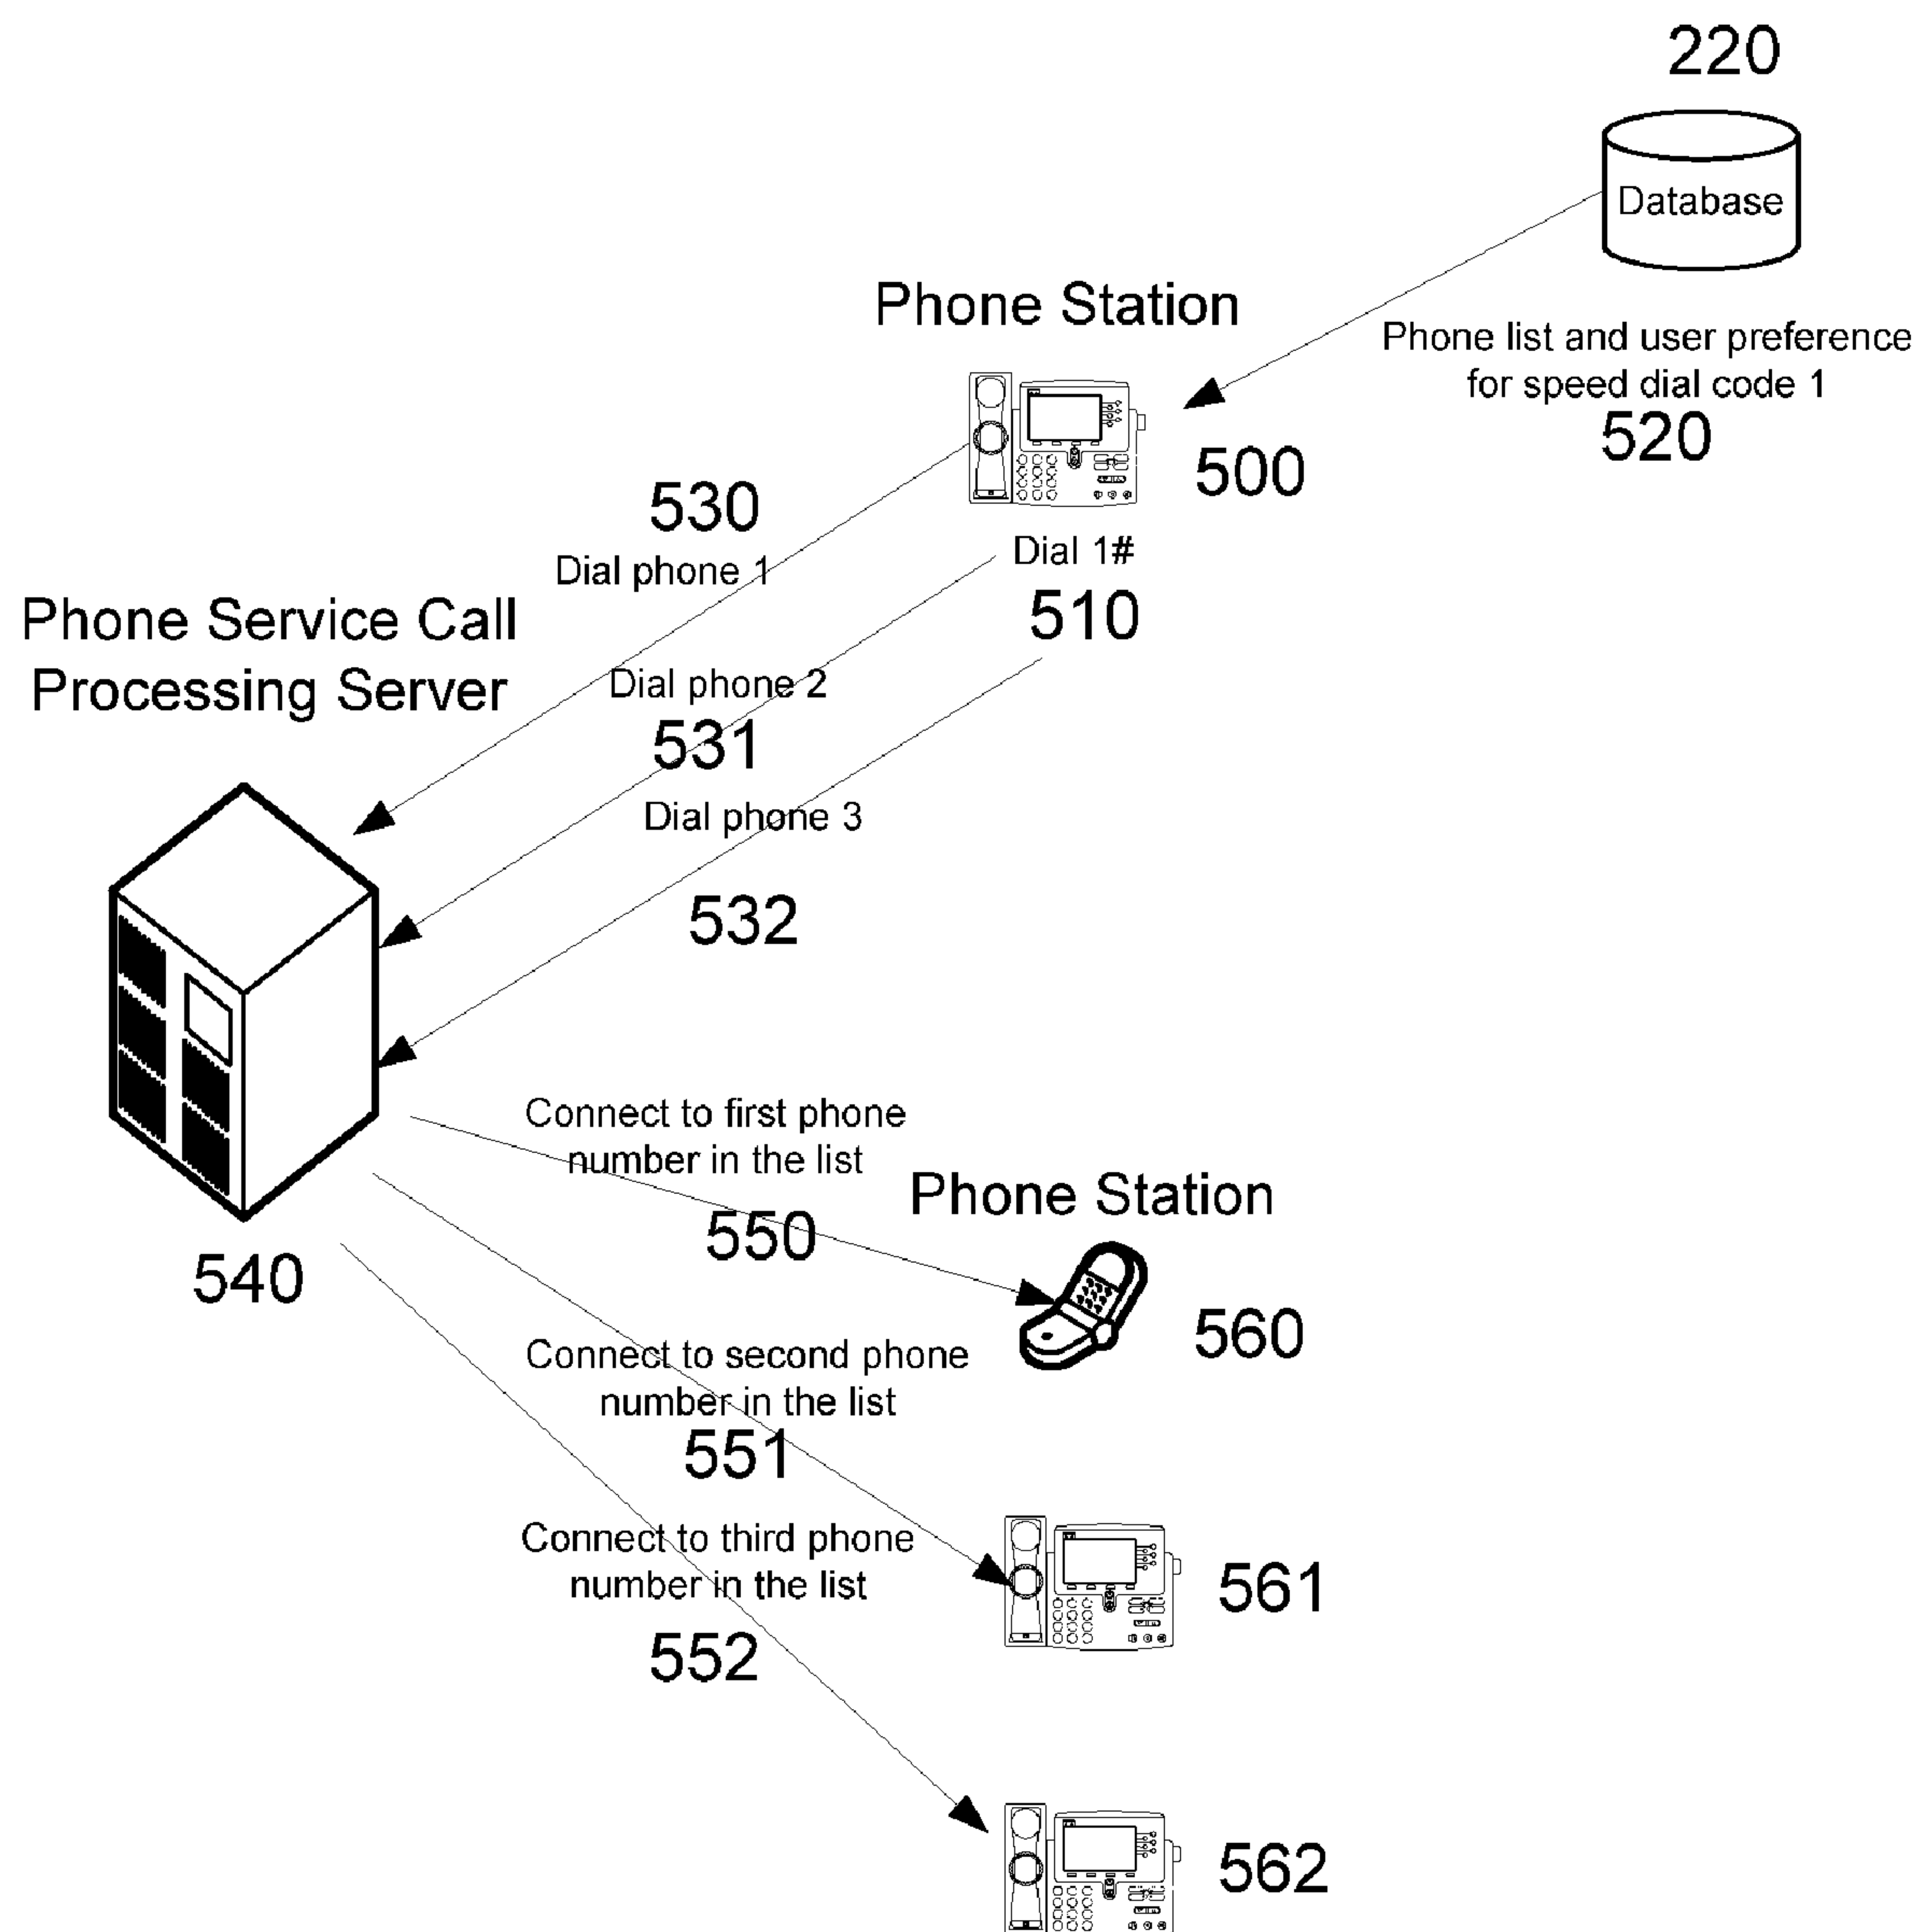 220
Database
Phone Station
Phone list and user preference
for speed dial code 1
520
500
530
Dial phone 1
Dial 1#
510
Phone Service Call
Processing Server
Dial phone 2
531
Dial phone 3
532
Connect to first phone
number in the list
550
Phone Station
540
560
Connect to second phone
number in the list
551
Connect to third phone
number in the list
552
561
562